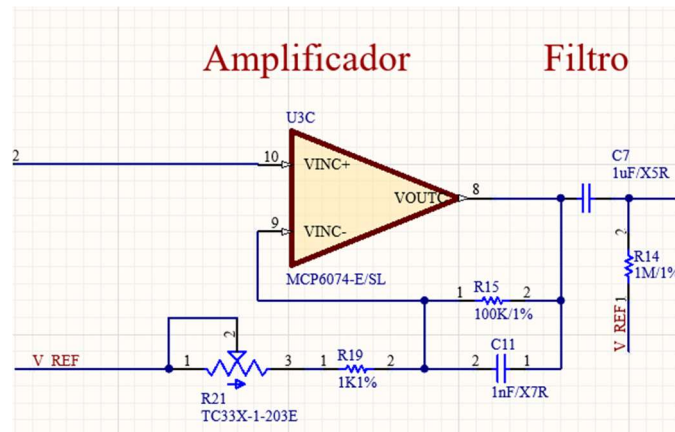 Amplificador
Filtro
U3C
2
10
VINC+
VOUTC
8
C7
1uF/X5R
9
VINC-
MCP6074-E/SL
2
R14
1M/1%
1
V_REF
1
R15
2
100K/1%
V_REF
1
2
3
1
R19
2
1K1%
2
C11
1
1nF/X7R
R21
TC33X-1-203E